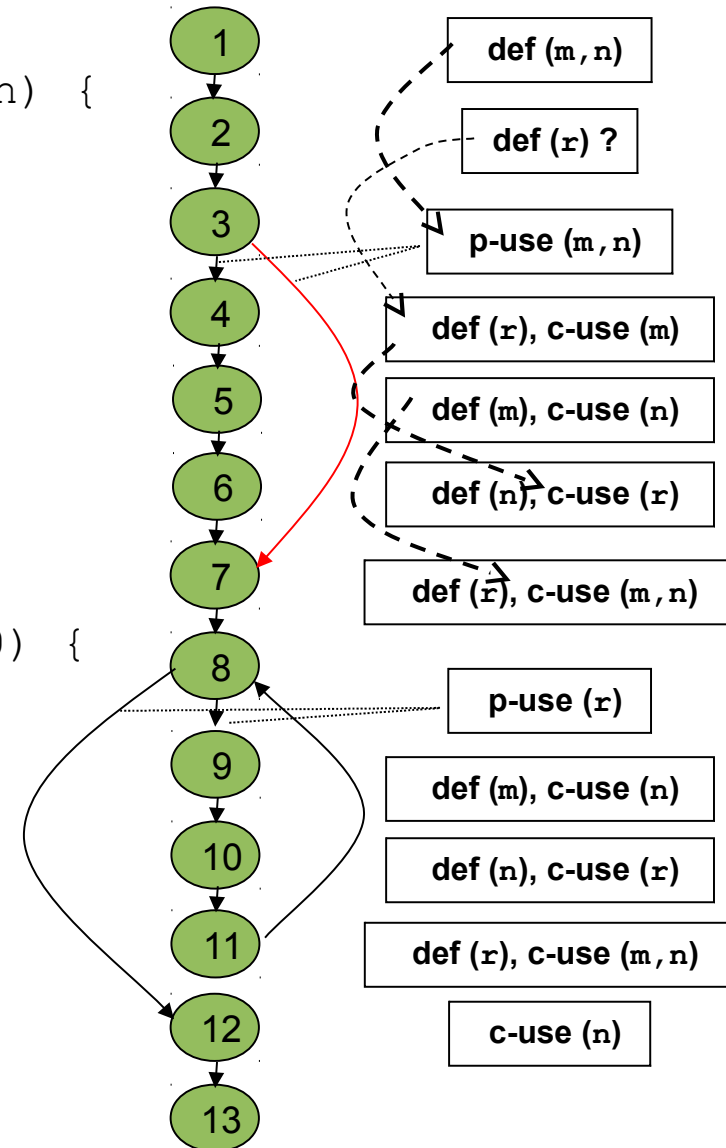 1
def (m,n)
n) {
2
def (r) ?
3
p-use (m,n)
4
def (r), c-use (m)
5
def (m), c-use (n)
6
def (n), c-use (r)
7
def (r), c-use (m,n)
) {
8
p-use (r)
9
def (m), c-use (n)
10
def (n), c-use (r)
11
def (r), c-use (m,n)
12
c-use (n)
13